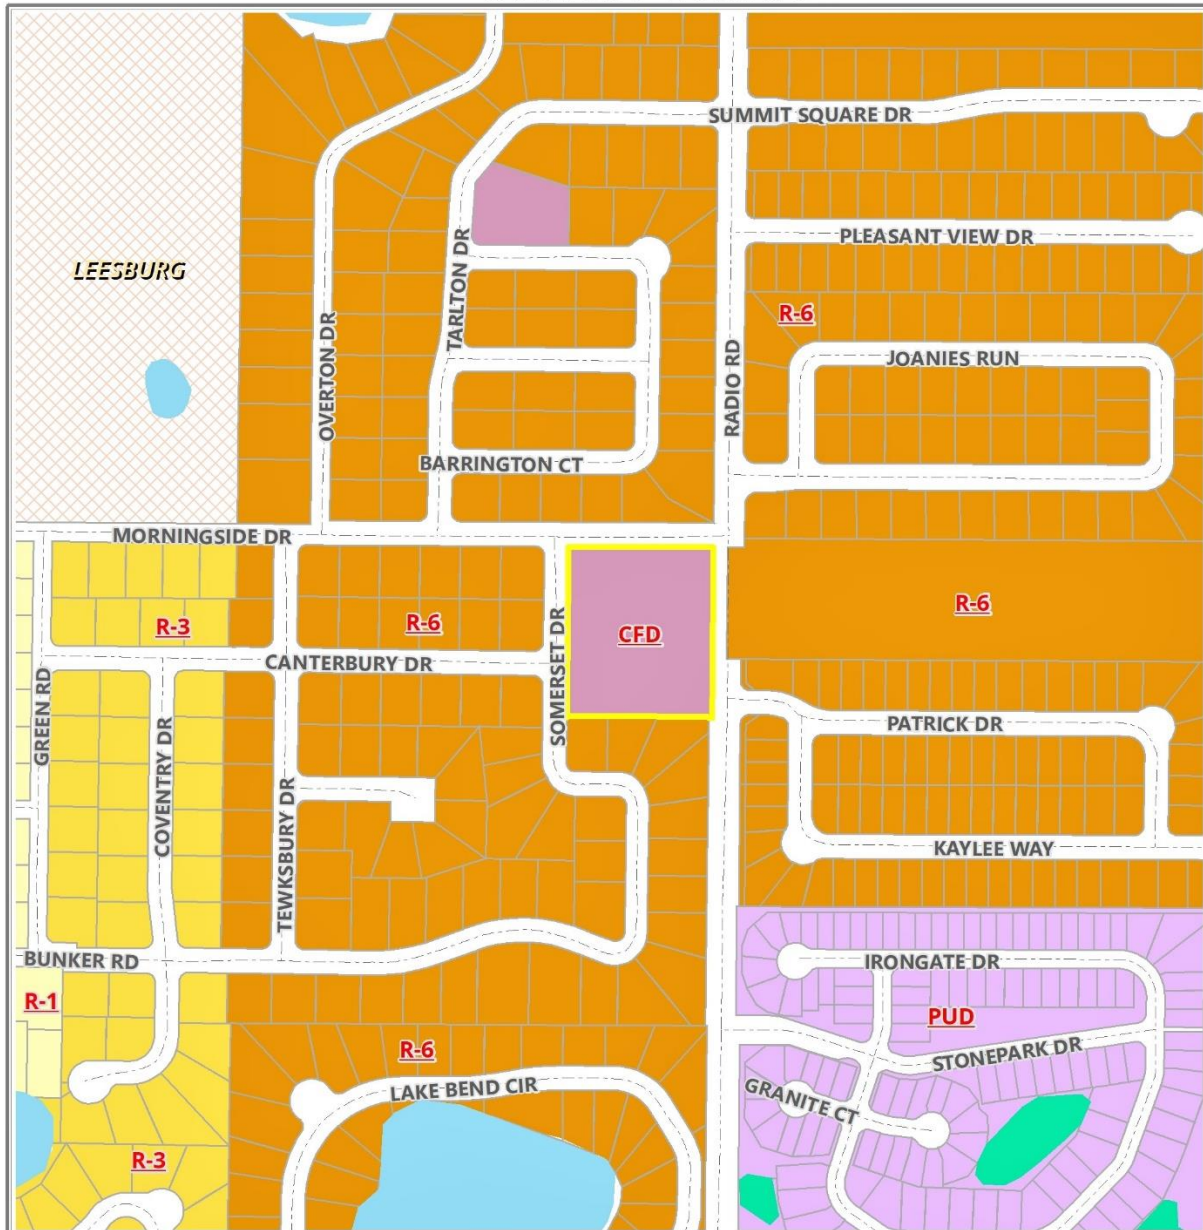 SUMMIT SQUARE DR
PLEASANT VIEW DR
TARLTON DR
LEESBURG
R-6
OVERTON DR
RADIO RD
JOANIES RUN
BARRINGTON CT
MORNINGSIDE DR
R-3
R-6
SOMERSET DR
CFD
R-6
CANTERBURY DR
GREEN RD
COVENTRY DR
TEWKSBURY DR
PATRICK DR
KAYLEE WAY
BUNKER RD
IRONGATE DR
R-1
PUD
R-6
STONEPARK DR
LAKE BEND CIR
GRANITE CT
R-3